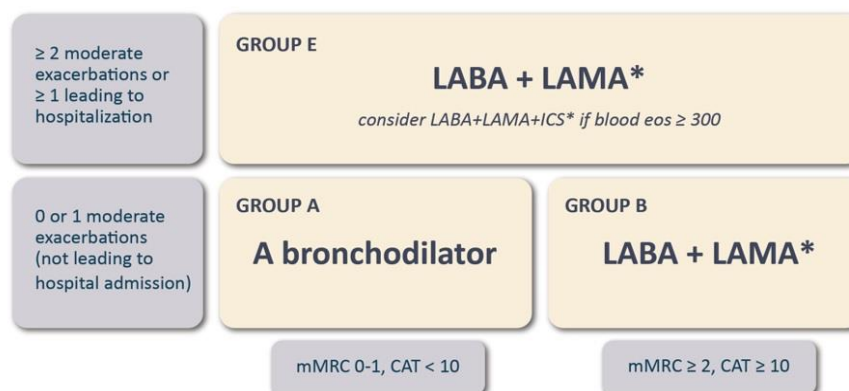 ≥ 2 moderate
exacerbations or
≥ 1 leading to
hospitalization
GROUP E
LABA + LAMA*
consider LABA+LAMA+ICS* if blood eos ≥ 300
0 or 1 moderate
exacerbations
(not leading to
hospital admission)
GROUP A
A bronchodilator
GROUP B
LABA + LAMA*
mMRC 0-1, CAT < 10
mMRC ≥ 2, CAT ≥ 10